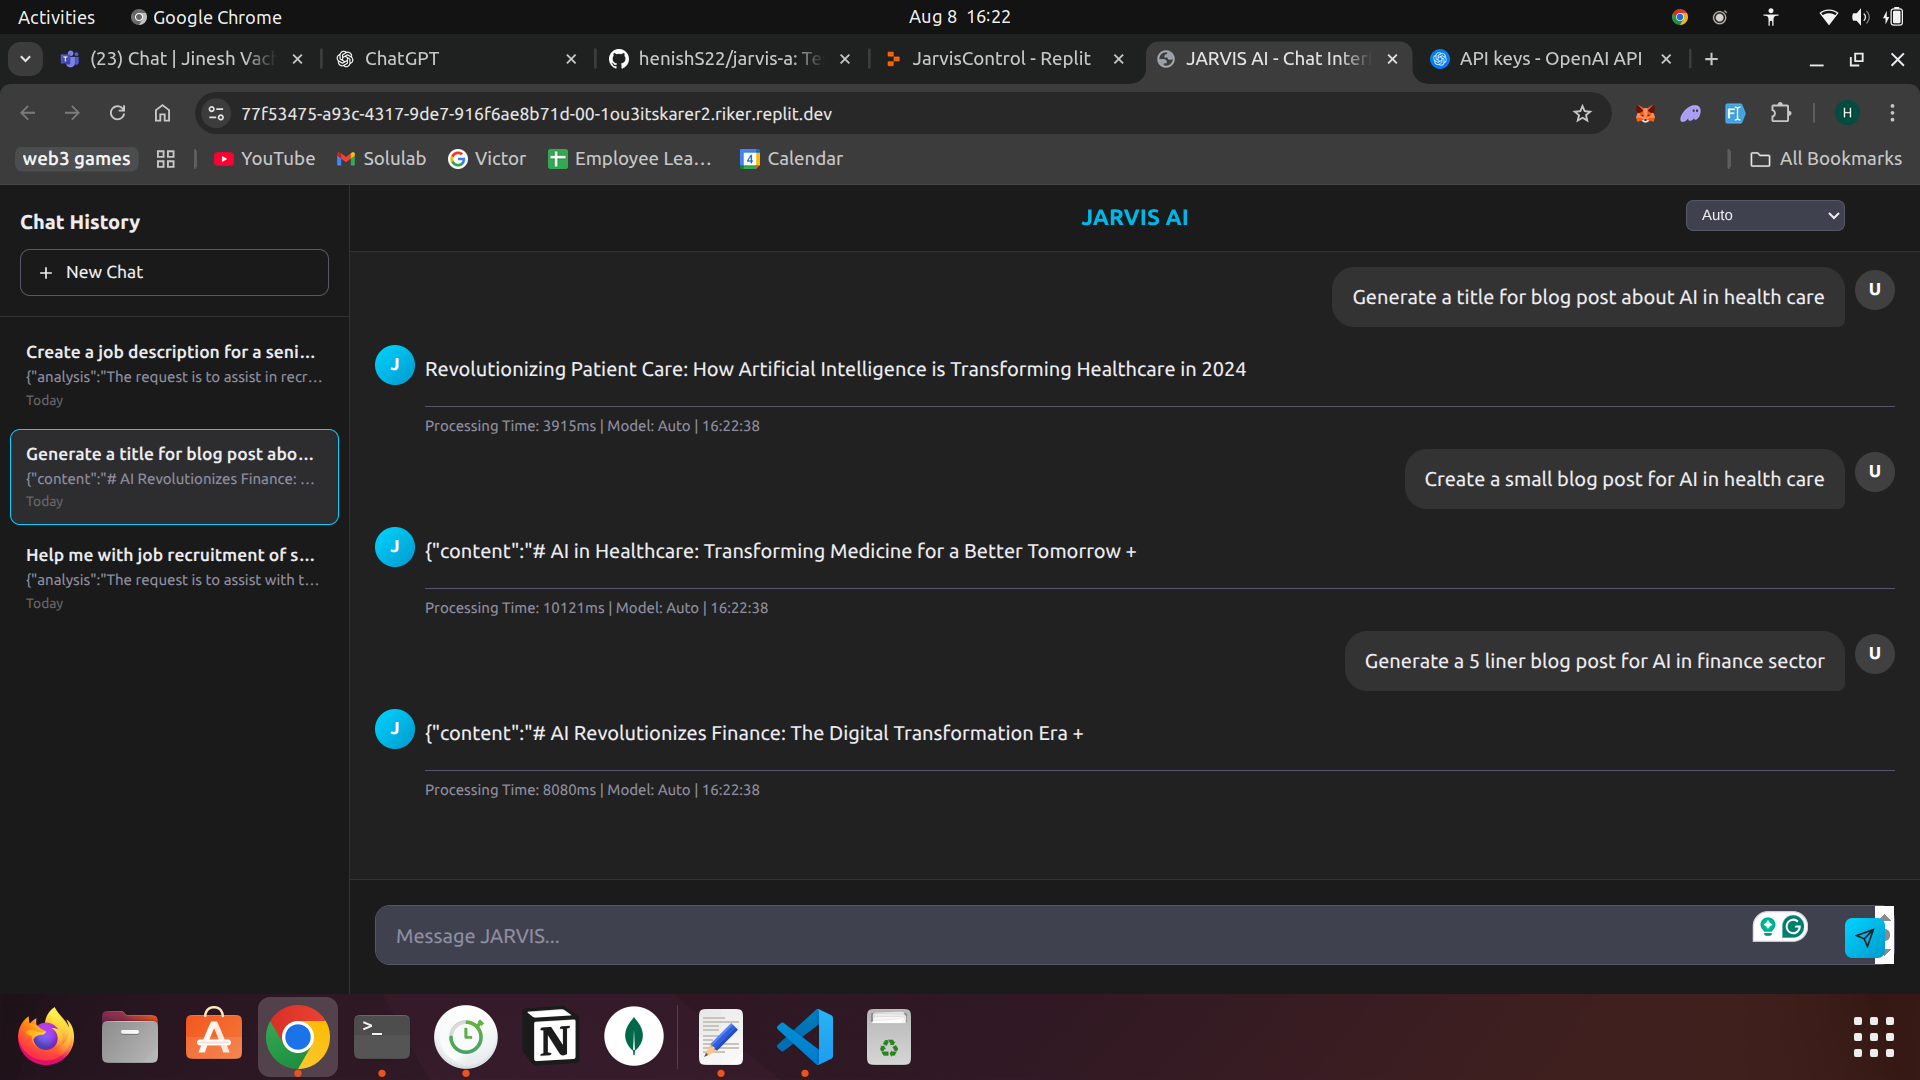 Activities
Google Chrome
Aug 8 16:22
(23) Chat | Jinesh Vac
ChatGPT
henishS22/jarvis-a: Te
JarvisControl - Replit
JARVIS AI - Chat Inter
API keys - OpenAI API
77f53475-a93c-4317-9de7-916f6ae8b71d-00-1ou3itskarer2.riker.replit.dev
H
web3 games
YouTube
Solulab
Victor
Employee Lea...
4
Calendar
All Bookmarks
Chat History
+ New Chat
Create a job description for a seni...
{"analysis":"The request is to assist in recr...
Today
Generate a title for blog post abo...
{"content":"# AI Revolutionizes Finance: ...
Today
Help me with job recruitment of s...
{"analysis":"The request is to assist with t...
Today
JARVIS AI
Auto
Generate a title for blog post about AI in health care
U
J
Revolutionizing Patient Care: How Artificial Intelligence is Transforming Healthcare in 2024
Processing Time: 3915ms | Model: Auto | 16:22:38
Create a small blog post for AI in health care
U
J
{"content":"# AI in Healthcare: Transforming Medicine for a Better Tomorrow +
Processing Time: 10121ms | Model: Auto | 16:22:38
Generate a 5 liner blog post for AI in finance sector
U
J
{"content":"# AI Revolutionizes Finance: The Digital Transformation Era +
Processing Time: 8080ms | Model: Auto | 16:22:38
Message JARVIS...